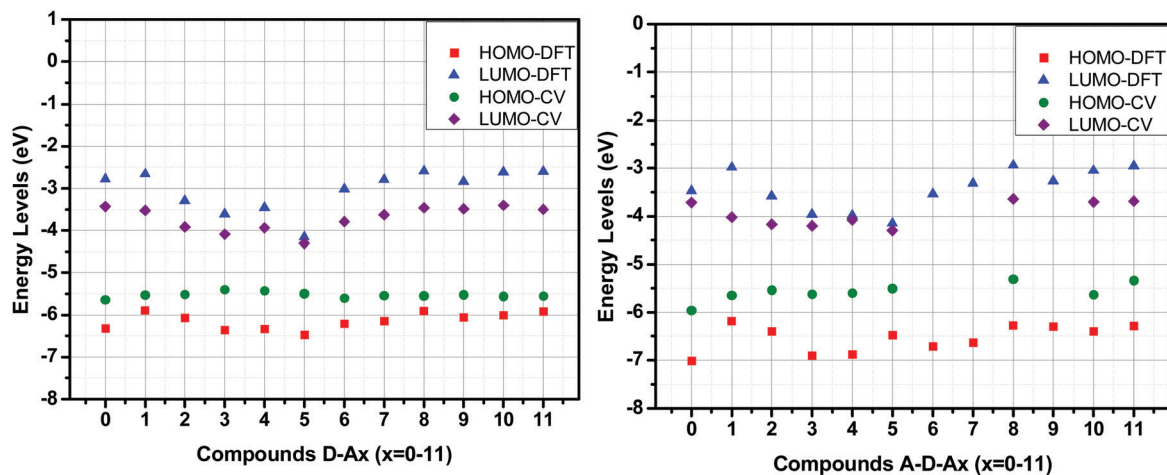 Energy Levels (eV)
1
0
-1
-2
-3
-4
-5
-6
-7
-8
HOMO-DFT
LUMO-DFT
HOMO-CV
LUMO-CV
0 1 2 3 4 5 6 7 8 9 10 11
Compounds D-Ax (x=0-11)
Energy Levels (eV)
0
-1
-2
-3
-4
-5
-6
-7
-8
HOMO-DFT
LUMO-DFT
HOMO-CV
LUMO-CV
0 1 2 3 4 5 6 7 8 9 10 11
Compounds A-D-Ax (x=0-11)